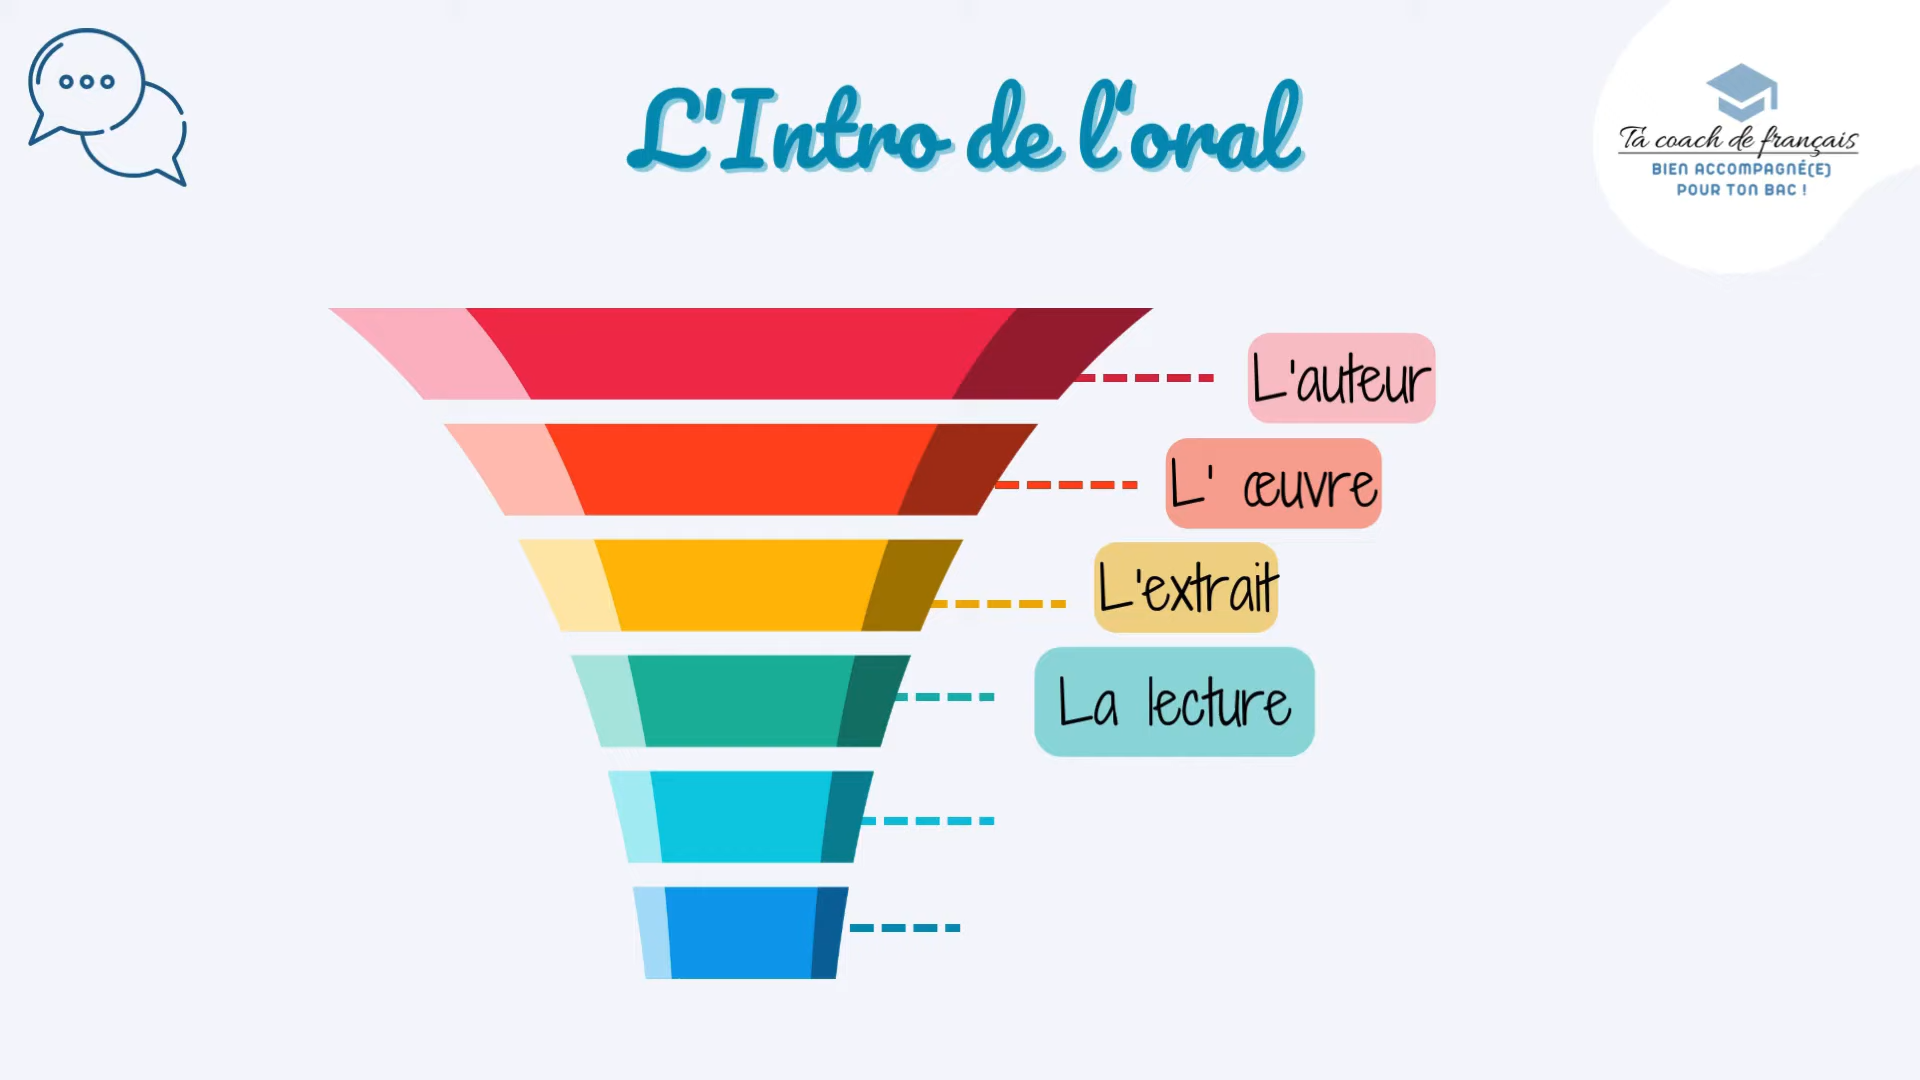 L'Intro de l'oral
Ta coach de français
BIEN ACCOMPAGNÉ(E)
POUR TON BAC !
L'auteur
L' œuvre
L'extrait
La lecture